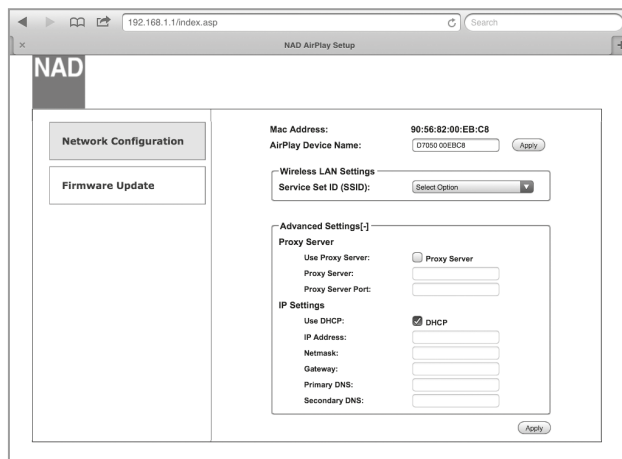 192.168.1.1/index.asp
Search
×
NAD AirPlay Setup
+
NAD
Network Configuration
Firmware Update
Mac Address: 90:56:82:00:EB:C8
AirPlay Device Name: D7050 00EBC8 Apply
Wireless LAN Settings
Service Set ID (SSID): Select Option
Advanced Settings[-]
Proxy Server
Use Proxy Server: Proxy Server
Proxy Server:
Proxy Server Port:
IP Settings
Use DHCP: DHCP
IP Address:
Netmask:
Gateway:
Primary DNS:
Secondary DNS:
Apply